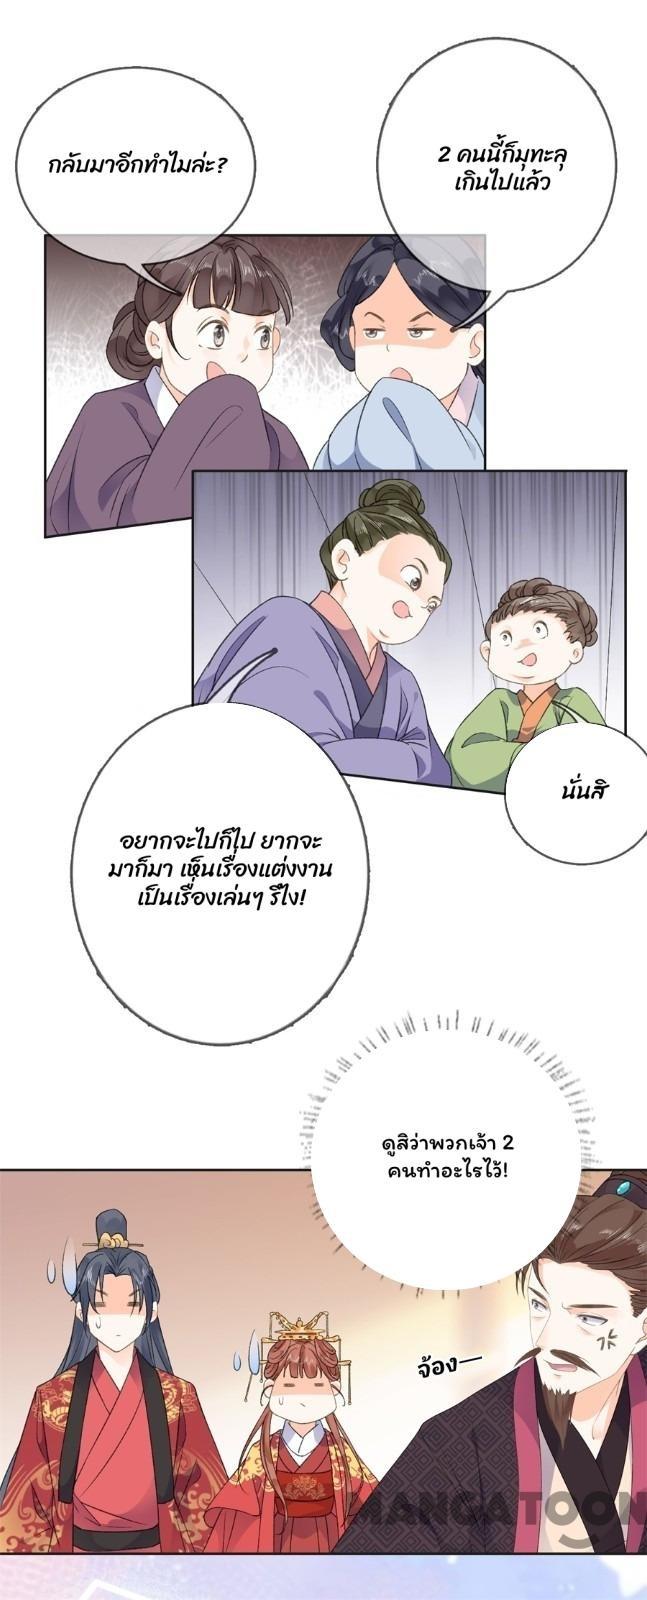 กลับมาอีกทำไมล่ะ?
2 คนนี้ก็มุทะลุ
เกินไปแล้ว
นั่นสิ
อยากจะไปก็ไป ยากจะ
มาก็มา เห็นเรื่องแต่งงาน
เป็นเรื่องเล่นๆ รึไง!
ดูสิว่าพวกเจ้า 2
คนทำอะไรไว้!
จ้อง—
MANGATOON